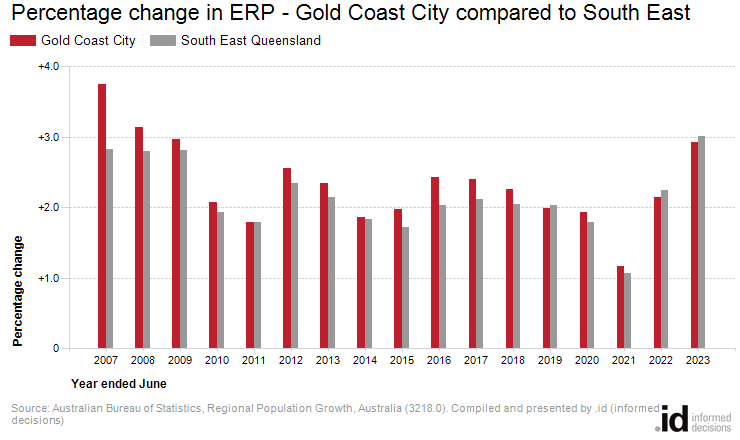 Percentage change in ERP - Gold Coast City compared to South East
Gold Coast City South East Queensland
+4.0
+3.0
+2.0
+1.0
0
Percentage change
2007 2008 2009 2010 2011 2012 2013 2014 2015 2016 2017 2018 2019 2020 2021 2022 2023
Year ended June
Source: Australian Bureau of Statistics, Regional Population Growth, Australia (3218.0). Compiled and presented by .id (informed
decisions)
.id informed
decisions